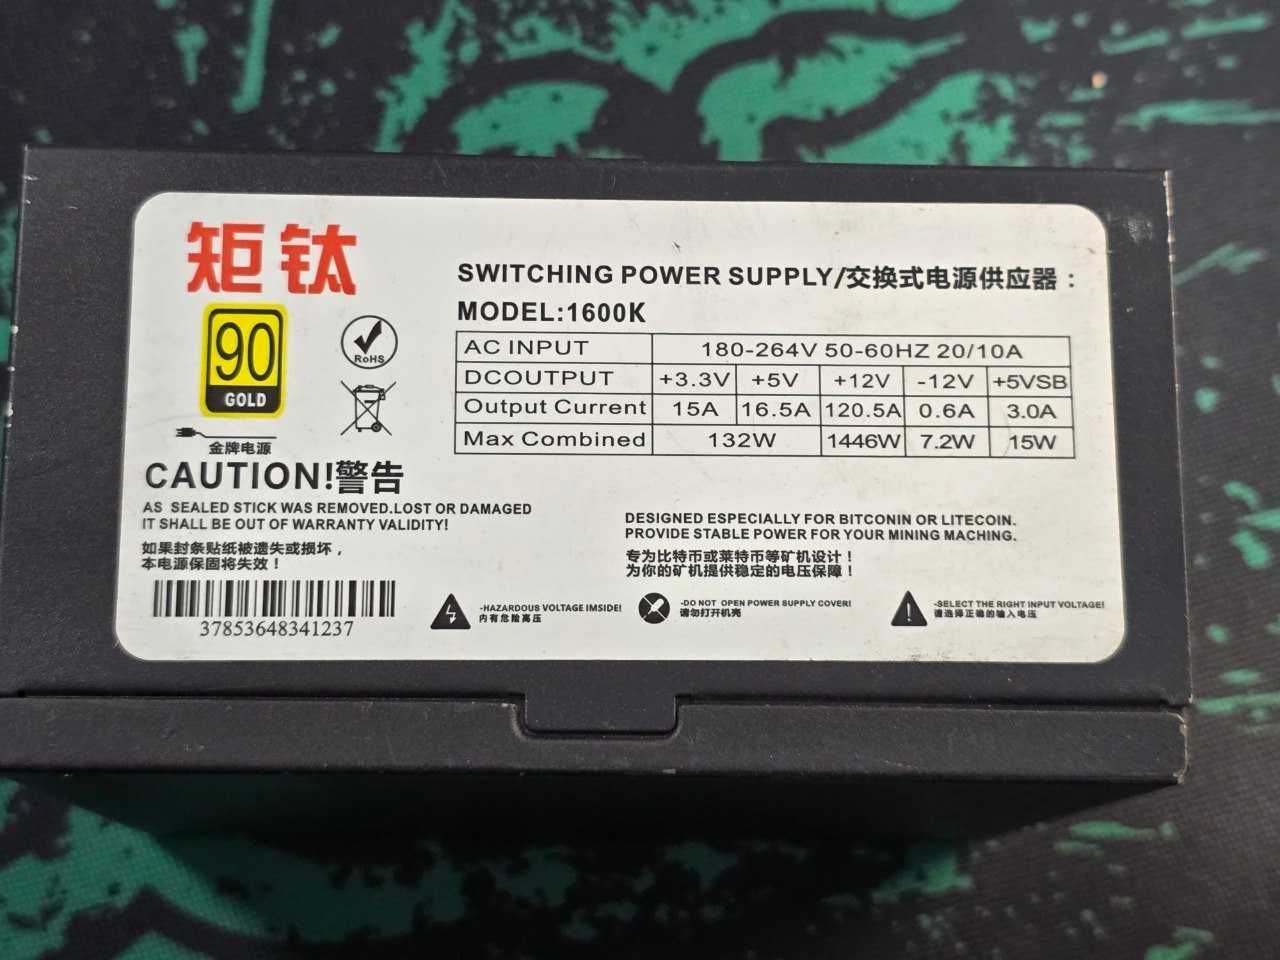 矩钛
90
GOLD
金牌电源
RoHS
SWITCHING POWER SUPPLY/交换式电源供应器：
MODEL:1600K
AC INPUT 180-264V 50-60HZ 20/10A
DCOUTPUT +3.3V +5V +12V -12V +5VSB
Output Current 15A 16.5A 120.5A 0.6A 3.0A
Max Combined 132W 1446W 7.2W 15W
CAUTION!警告
AS SEALED STICK WAS REMOVED.LOST OR DAMAGED
IT SHALL BE OUT OF WARRANTY VALIDITY!
如果封条贴纸被遗失或损坏，
本电源保固将失效！
37853648341237
DESIGNED ESPECIALLY FOR BITCONIN OR LITECOIN.
PROVIDE STABLE POWER FOR YOUR MINING MACHING.
专为比特币或莱特币等矿机设计！
为你的矿机提供稳定的电压保障！
-HAZARDOUS VOLTAGE IMSIDE!
内有危险高压
-DO NOT OPEN POWER SUPPLY COVER!
请勿打开机壳
-SELECT THE RIGHT INPUT VOLTAGE!
请选择正确的输入电压